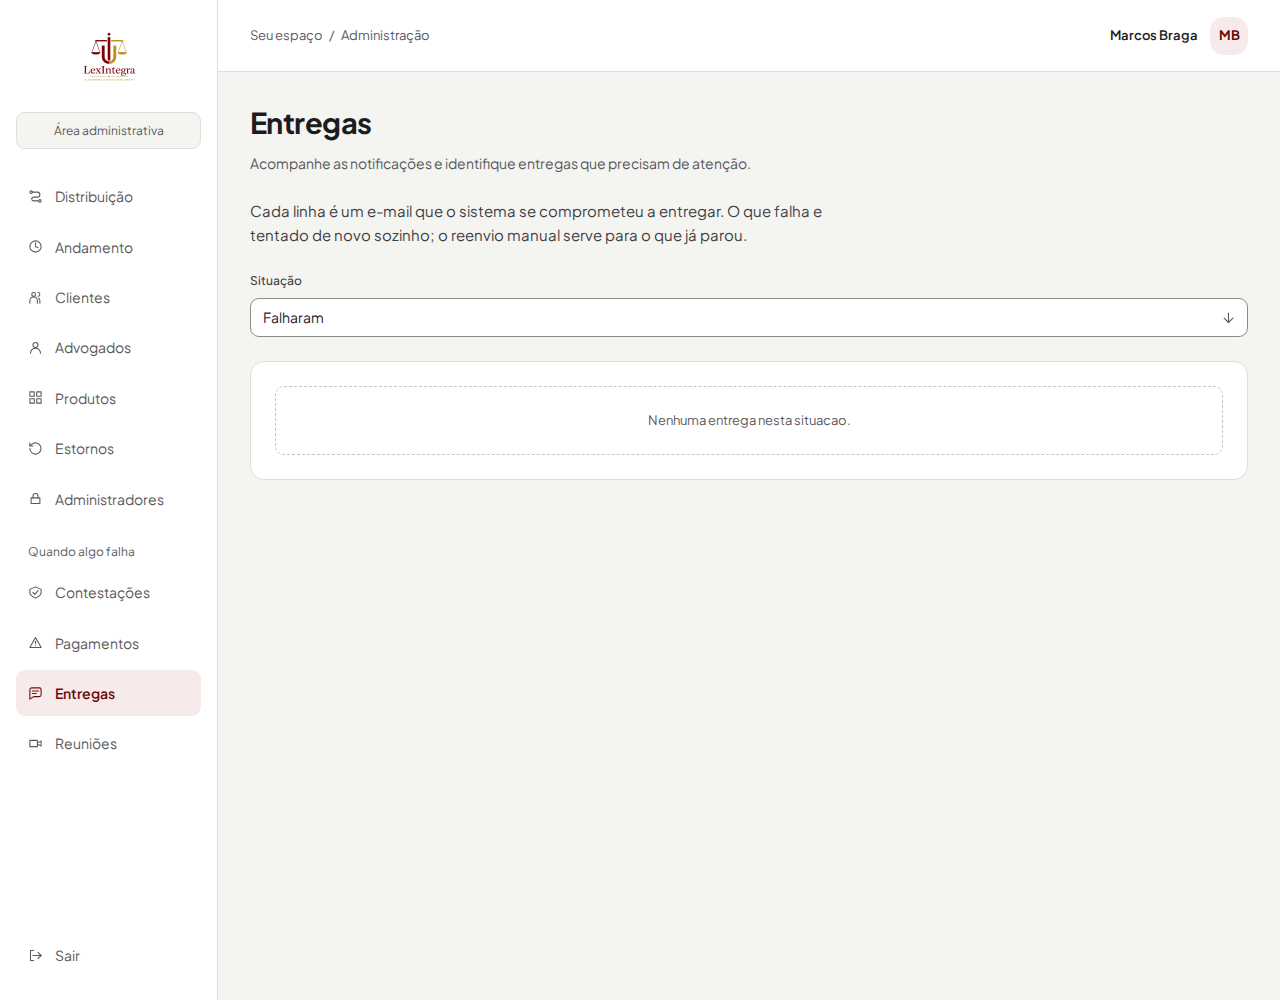 LexIntegra
Área administrativa
Distribuição
Andamento
Clientes
Advogados
Produtos
Estornos
Administradores
Quando algo falha
Contestações
Pagamentos
Entregas
Reuniões
Sair
Seu espaço / Administração
Marcos Braga MB
Entregas
Acompanhe as notificações e identifique entregas que precisam de atenção.
Cada linha é um e-mail que o sistema se comprometeu a entregar. O que falha e
tentado de novo sozinho; o reenvio manual serve para o que já parou.
Situação
Falharam
Nenhuma entrega nesta situacao.